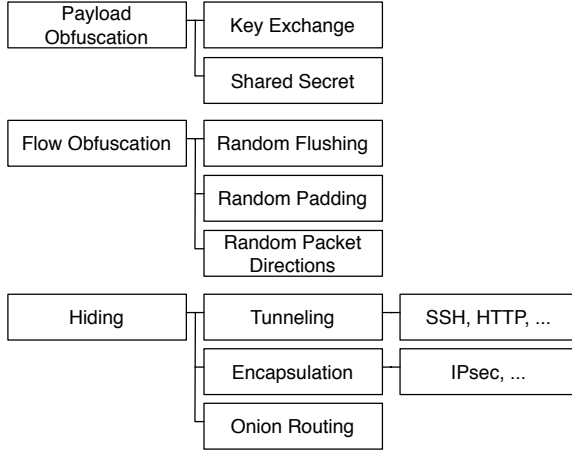 Payload
Obfuscation
Key Exchange
Shared Secret
Flow Obfuscation
Random Flushing
Random Padding
Random Packet
Directions
Hiding
Tunneling
SSH, HTTP, ...
Encapsulation
IPsec, ...
Onion Routing